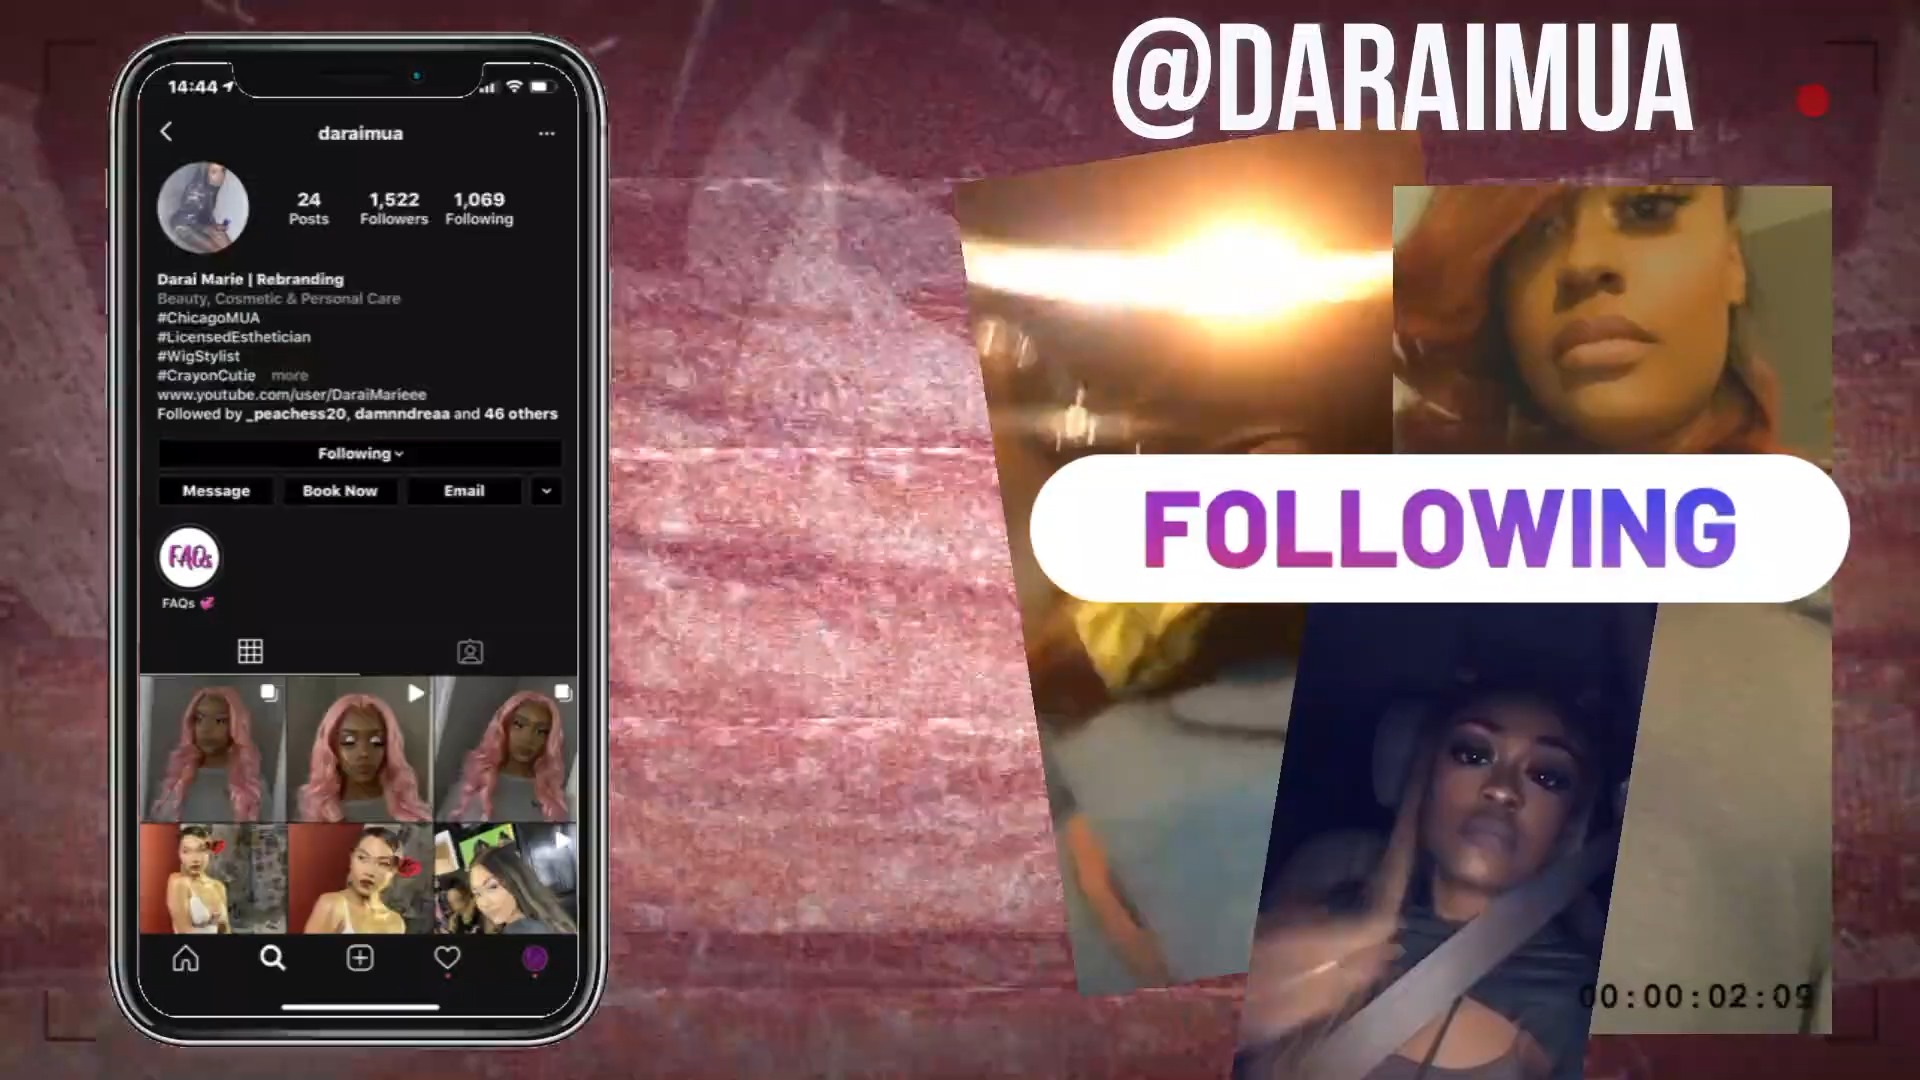 @DARAIMUA
14:44
daraimua
24 1,522 1,069
Posts Followers Following
Darai Marie | Rebranding
Beauty, Cosmetic & Personal Care
#ChicagoMUA
#LicensedEsthetician
#WigStylist
#CrayonCutie more
www.youtube.com/user/DaraiMarieee
Followed by _peachess20, damnndreaa and 46 others
Following
Message Book Now Email
FAQs
FAQs
FOLLOWING
00:00:02:09